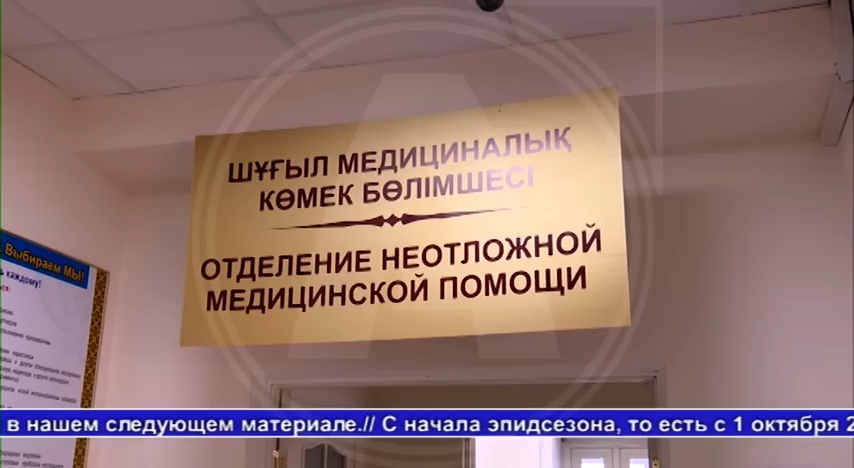 ШҰҒЫЛ МЕДИЦИНАЛЫҚ
КӨМЕК БӨЛІМШЕСІ
ОТДЕЛЕНИЕ НЕОТЛОЖНОЙ
МЕДИЦИНСКОЙ ПОМОЩИ
Выбираем МЫ!
каждому!
в нашем следующем материале.// С начала эпидсезона, то есть с 1 октября 2